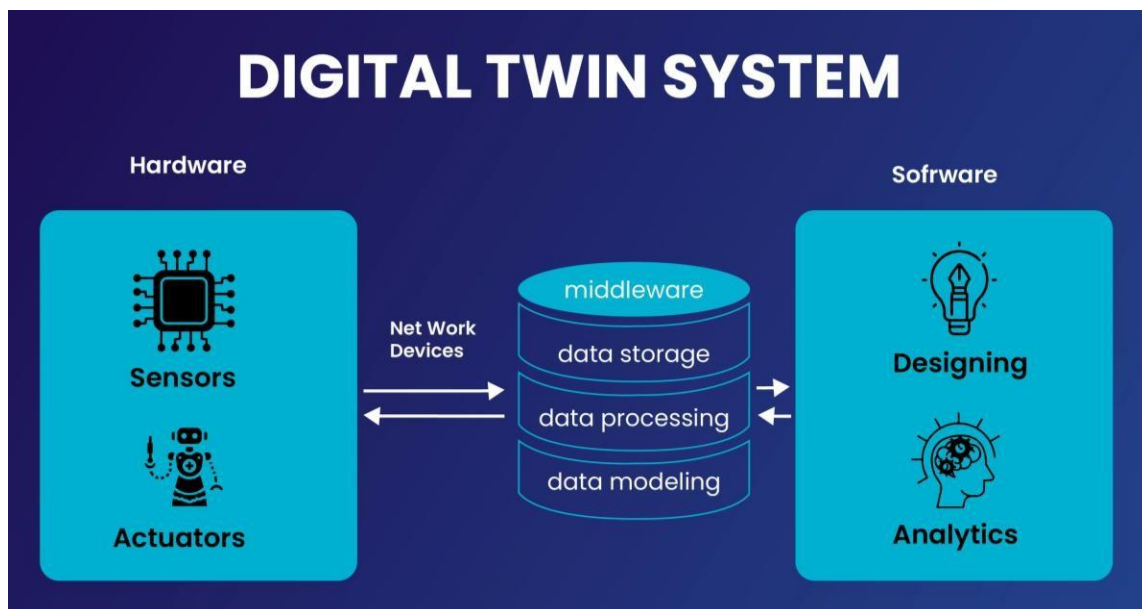 DIGITAL TWIN SYSTEM
Hardware
Sensors
Actuators
Net Work
Devices
middleware
data storage
data processing
data modeling
Sofrware
Designing
Analytics